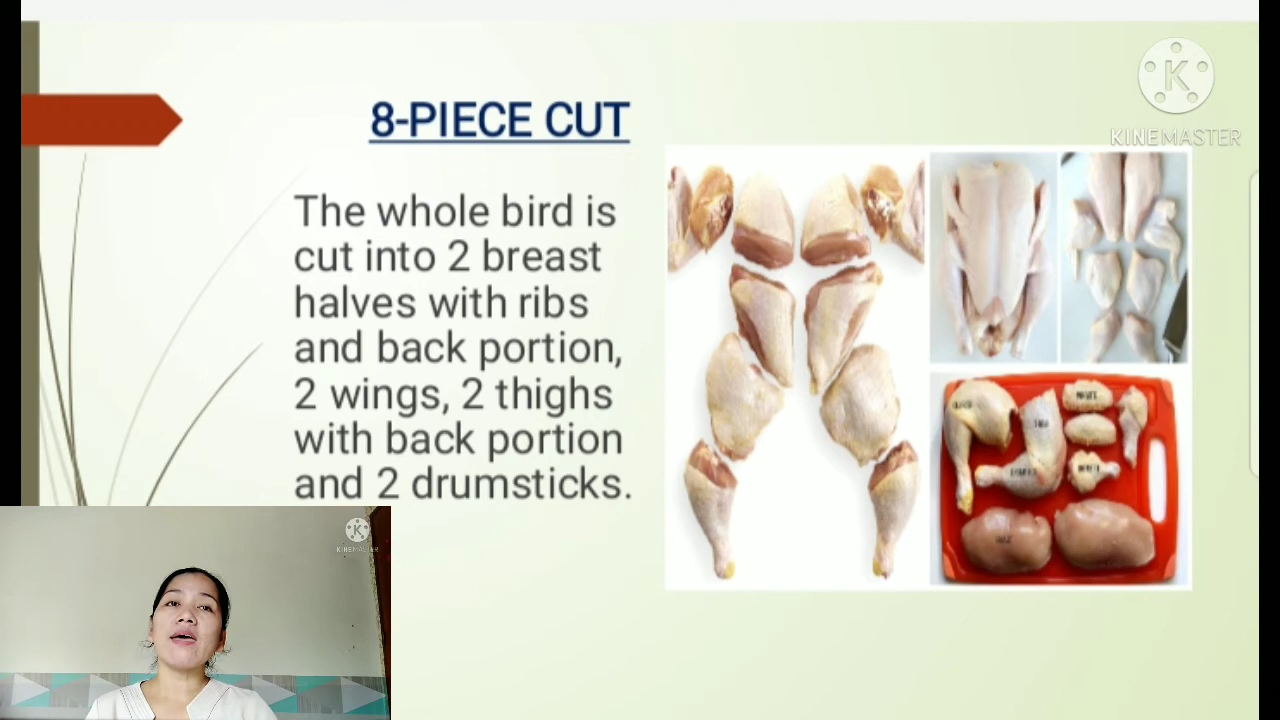 8-PIECE CUT
The whole bird is
cut into 2 breast
halves with ribs
and back portion,
2 wings, 2 thighs
with back portion
and 2 drumsticks.
K
KINEMASTER
K
KINEMASTER